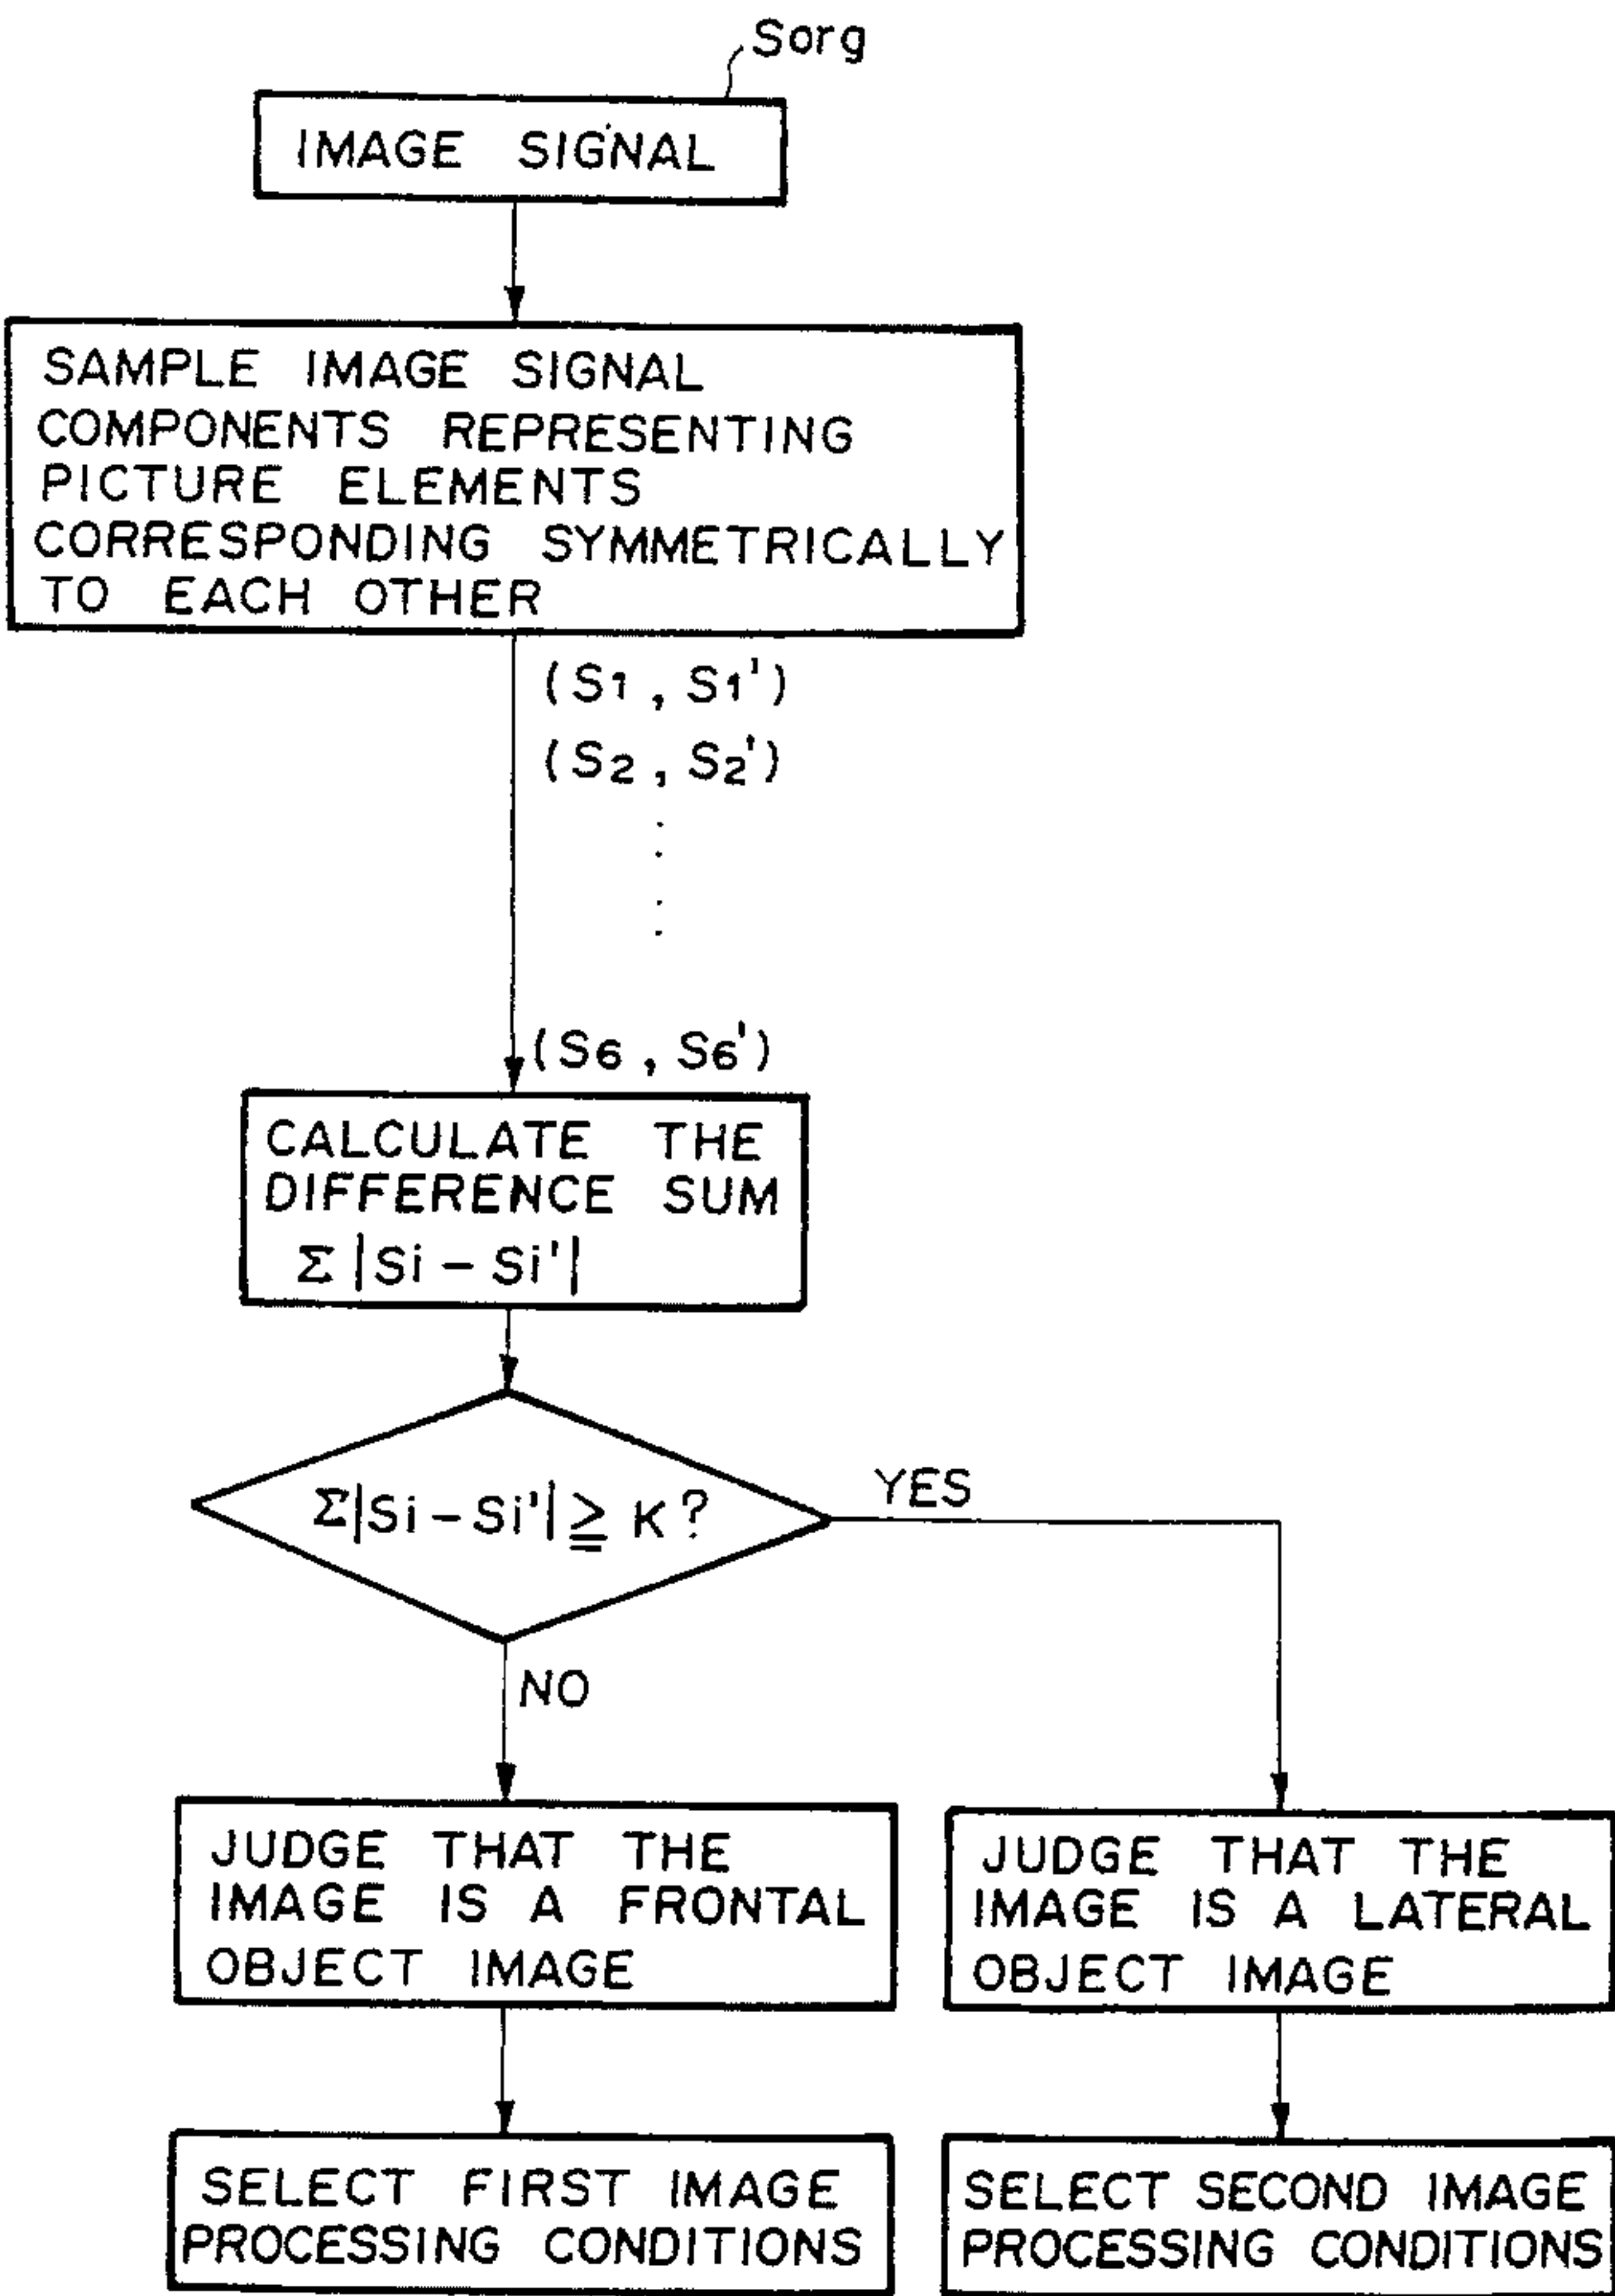 Sorg
IMAGE SIGNAL
SAMPLE IMAGE SIGNAL
COMPONENTS REPRESENTING
PICTURE ELEMENTS
CORRESPONDING SYMMETRICALLY
TO EACH OTHER
(S1, S1')
(S2, S2')
(S6, S6')
CALCULATE THE
DIFFERENCE SUM
Σ|Si-Si'|
Σ|Si-Si'| ≧ K?
YES
NO
JUDGE THAT THE
IMAGE IS A FRONTAL
OBJECT IMAGE
JUDGE THAT THE
IMAGE IS A LATERAL
OBJECT IMAGE
SELECT FIRST IMAGE
PROCESSING CONDITIONS
SELECT SECOND IMAGE
PROCESSING CONDITIONS